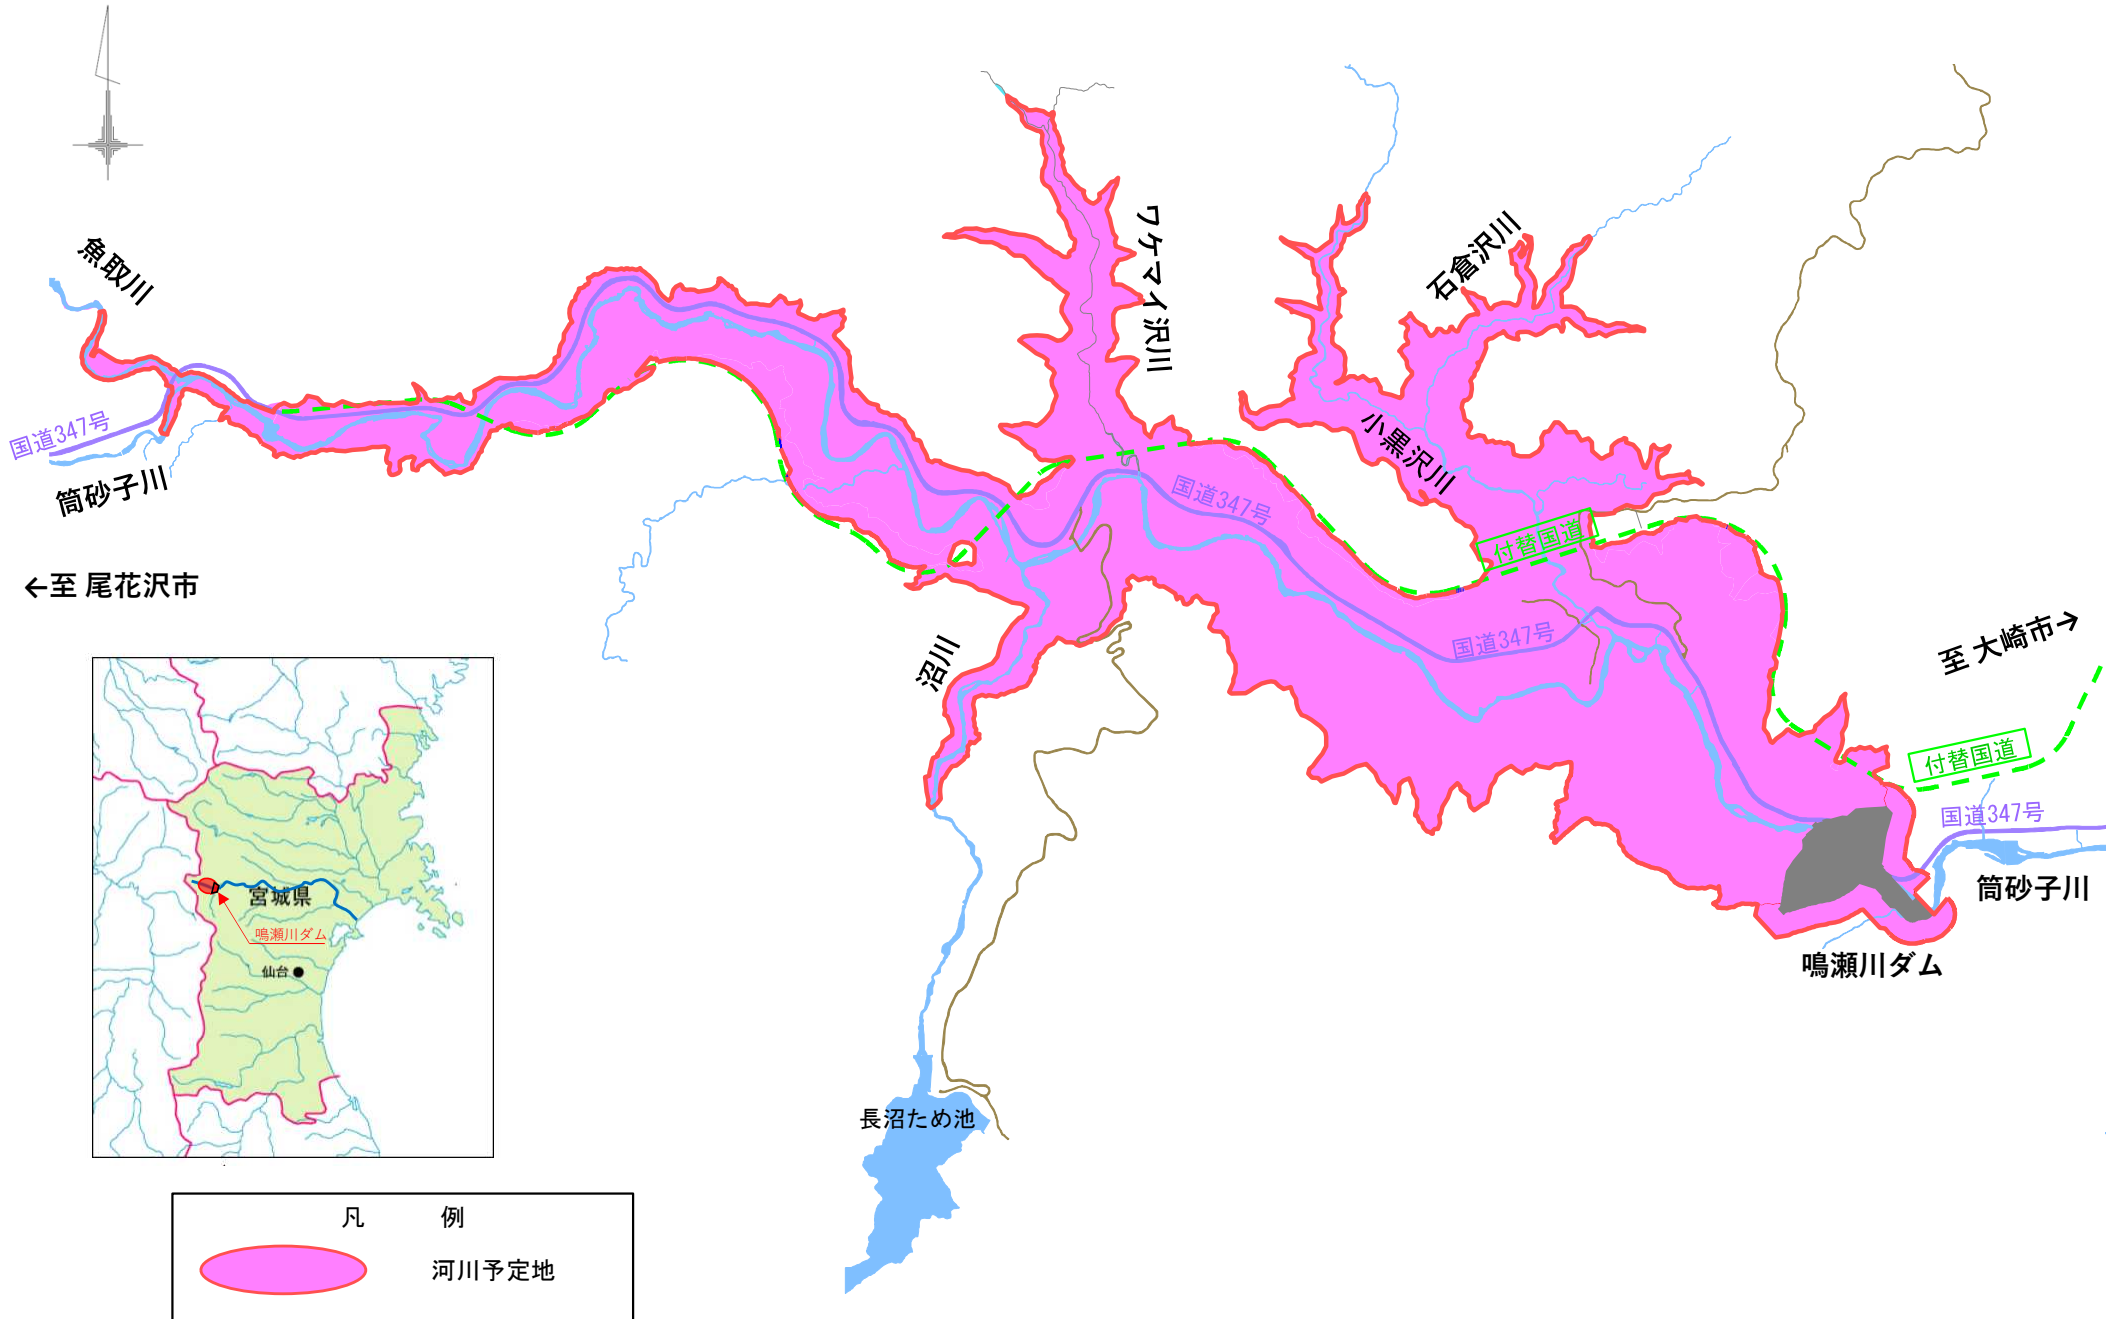 魚取川
国道347号
筒砂子川
←至 尾花沢市
ワケマイ沢川
石倉沢川
小黒沢川
国道347号
付替国道
国道347号
沼川
至 大崎市→
付替国道
国道347号
筒砂子川
鳴瀬川ダム
長沼ため池
宮城県
鳴瀬川ダム
仙台
凡 例
河川予定地